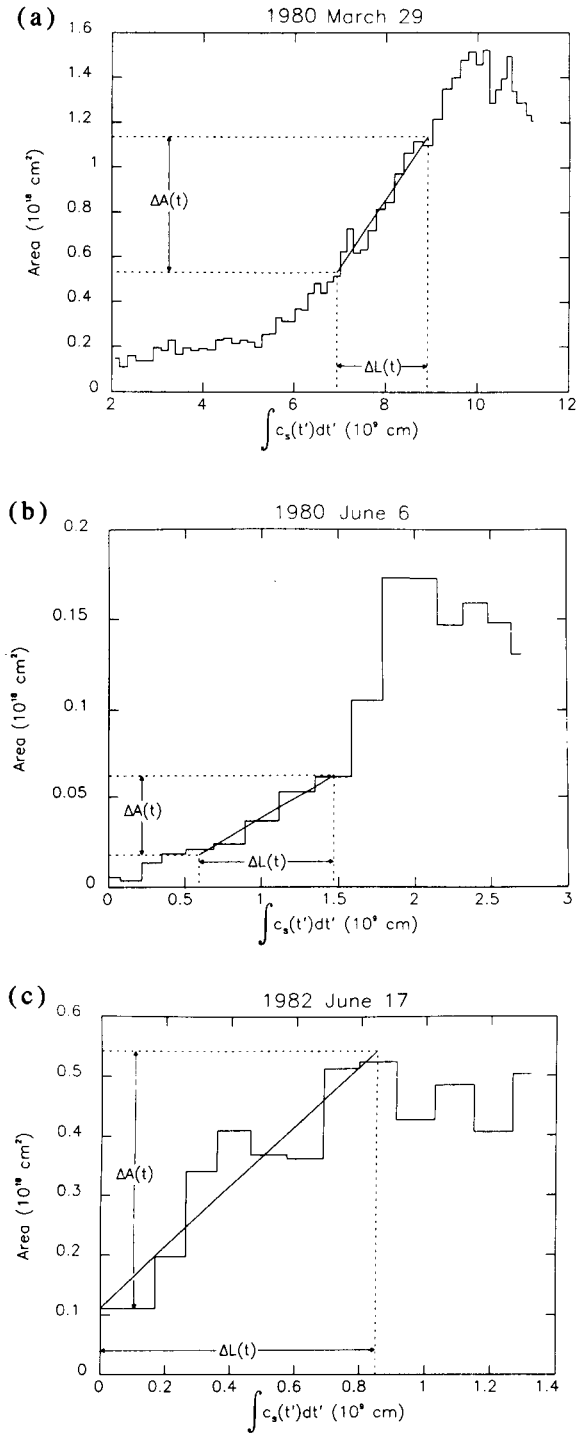 (a)
1980 March 29
1.6
1.4
1.2
1
0.8
0.6
0.4
0.2
0
Area (10¹⁸ cm²)
ΔA(t)
ΔL(t)
2 4 6 8 10 12
∫ cₛ(t')dt' (10⁹ cm)
(b)
1980 June 6
0.2
0.15
0.1
0.05
0
Area (10¹⁸ cm²)
ΔA(t)
ΔL(t)
0 0.5 1 1.5 2 2.5 3
∫ cₛ(t')dt' (10⁹ cm)
(c)
1982 June 17
0.6
0.5
0.4
0.3
0.2
0.1
0
Area (10¹⁸ cm²)
ΔA(t)
ΔL(t)
0 0.2 0.4 0.6 0.8 1 1.2 1.4
∫ cₛ(t')dt' (10⁹ cm)